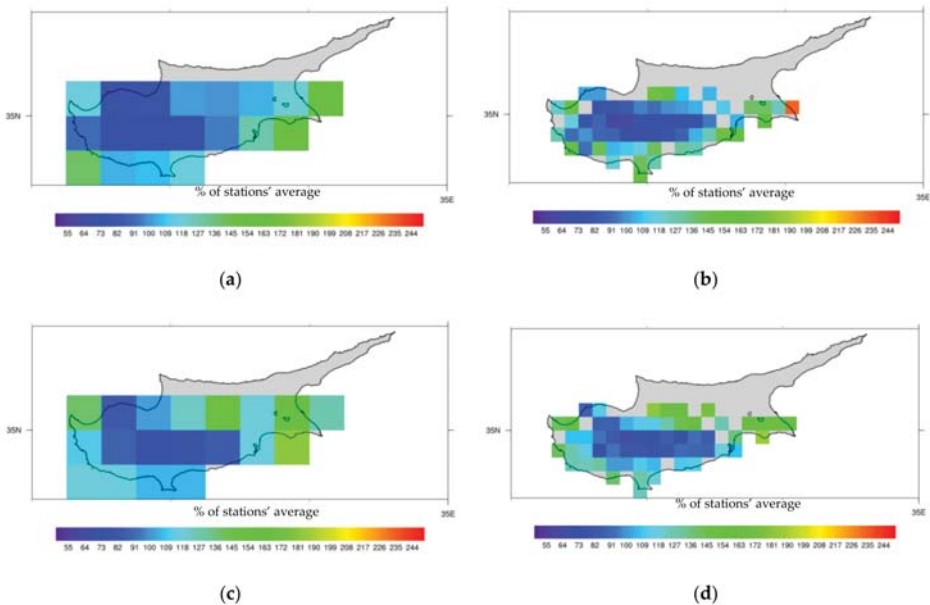 35N
35N
% of stations' average
35E
% of stations' average
35E
55 64 73 82 91 100 109 118 127 136 145 154 163 172 181 190 199 208 217 226 235 244
55 64 73 82 91 100 109 118 127 136 145 154 163 172 181 190 199 208 217 226 235 244
(a)
(b)
35N
35N
% of stations' average
35E
% of stations' average
35E
55 64 73 82 91 100 109 118 127 136 145 154 163 172 181 190 199 208 217 226 235 244
55 64 73 82 91 100 109 118 127 136 145 154 163 172 181 190 199 208 217 226 235 244
(c)
(d)